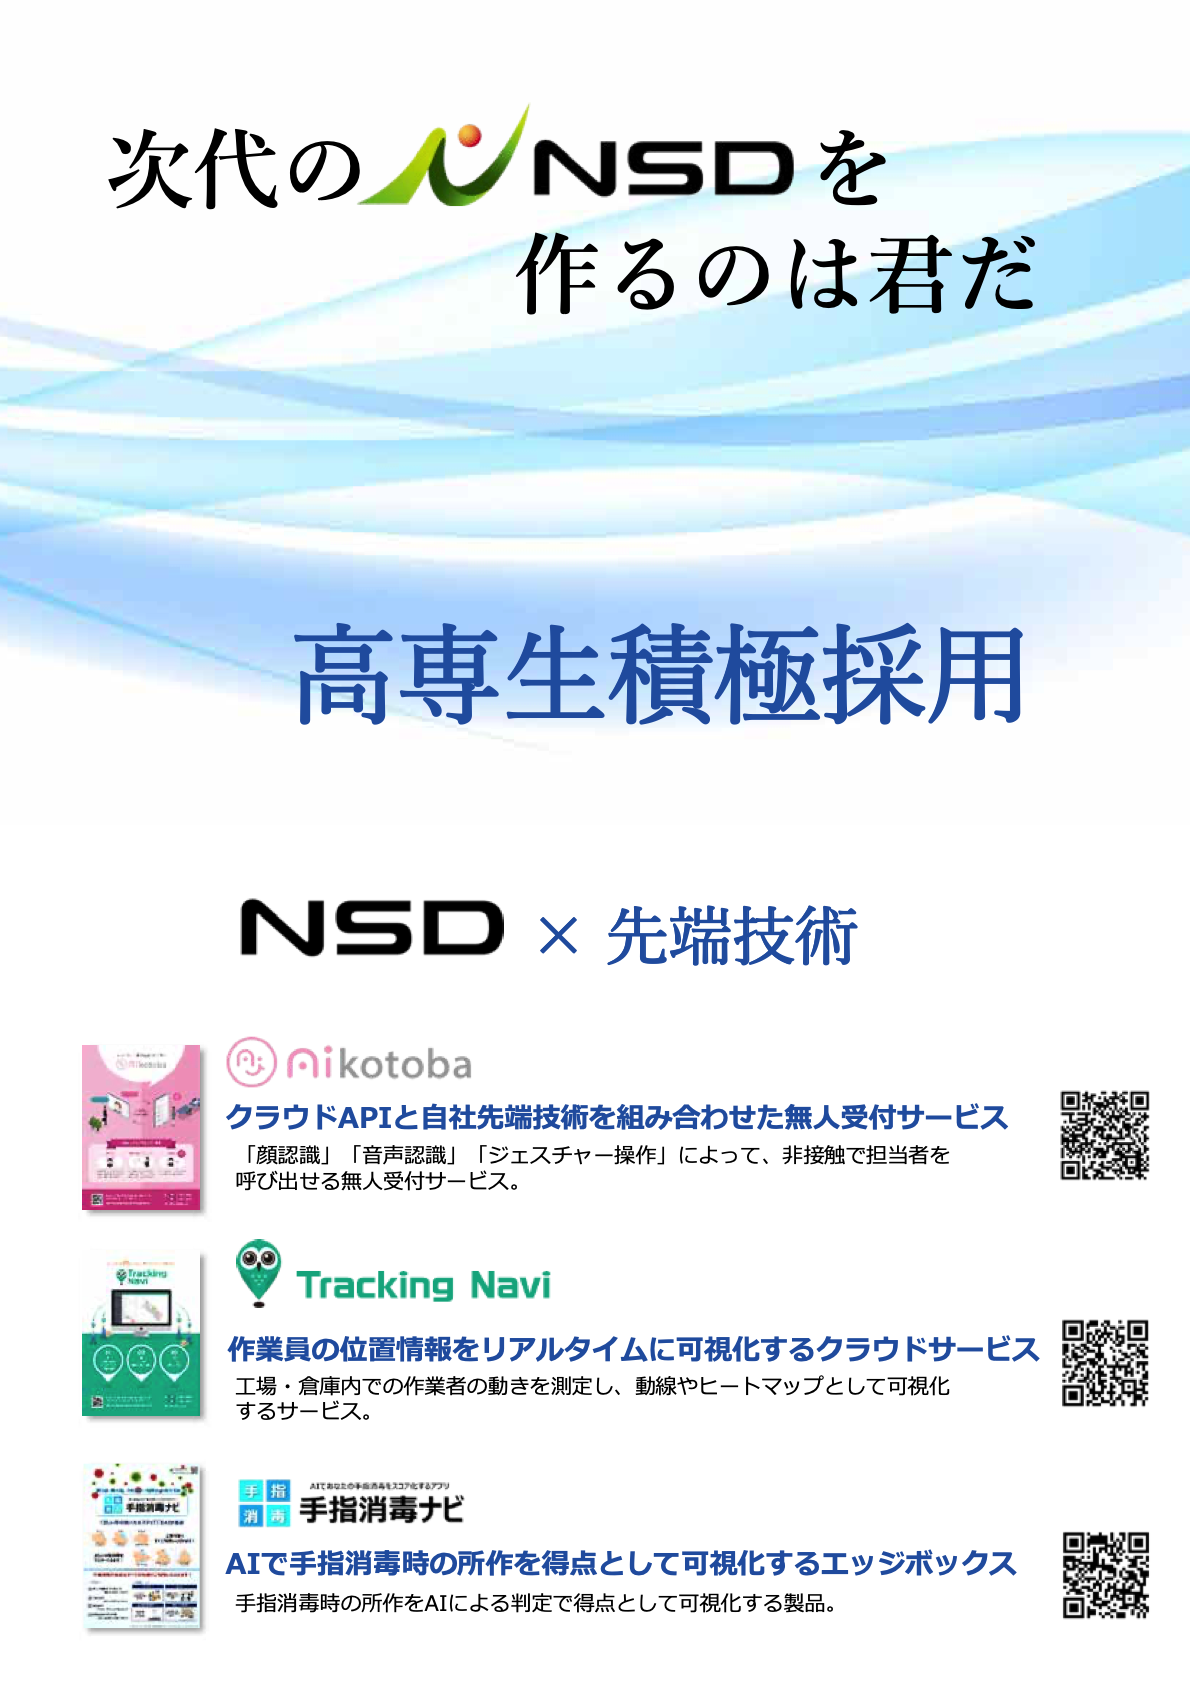 次代の NSD を
作るのは君だ
高専生積極採用
NSD × 先端技術
Aikotoba
クラウドAPIと自社先端技術を組み合わせた無人受付サービス
「顔認識」「音声認識」「ジェスチャー操作」によって、非接触で担当者を
呼び出せる無人受付サービス。
Tracking Navi
Tracking Navi
作業員の位置情報をリアルタイムに可視化するクラウドサービス
工場・倉庫内での作業者の動きを測定し、動線やヒートマップとして可視化
するサービス。
手指消毒ナビ
手指消毒
AIであなたの手指消毒をスコア化するアプリ
手指消毒ナビ
AIで手指消毒時の所作を得点として可視化するエッジボックス
手指消毒時の所作をAIによる判定で得点として可視化する製品。